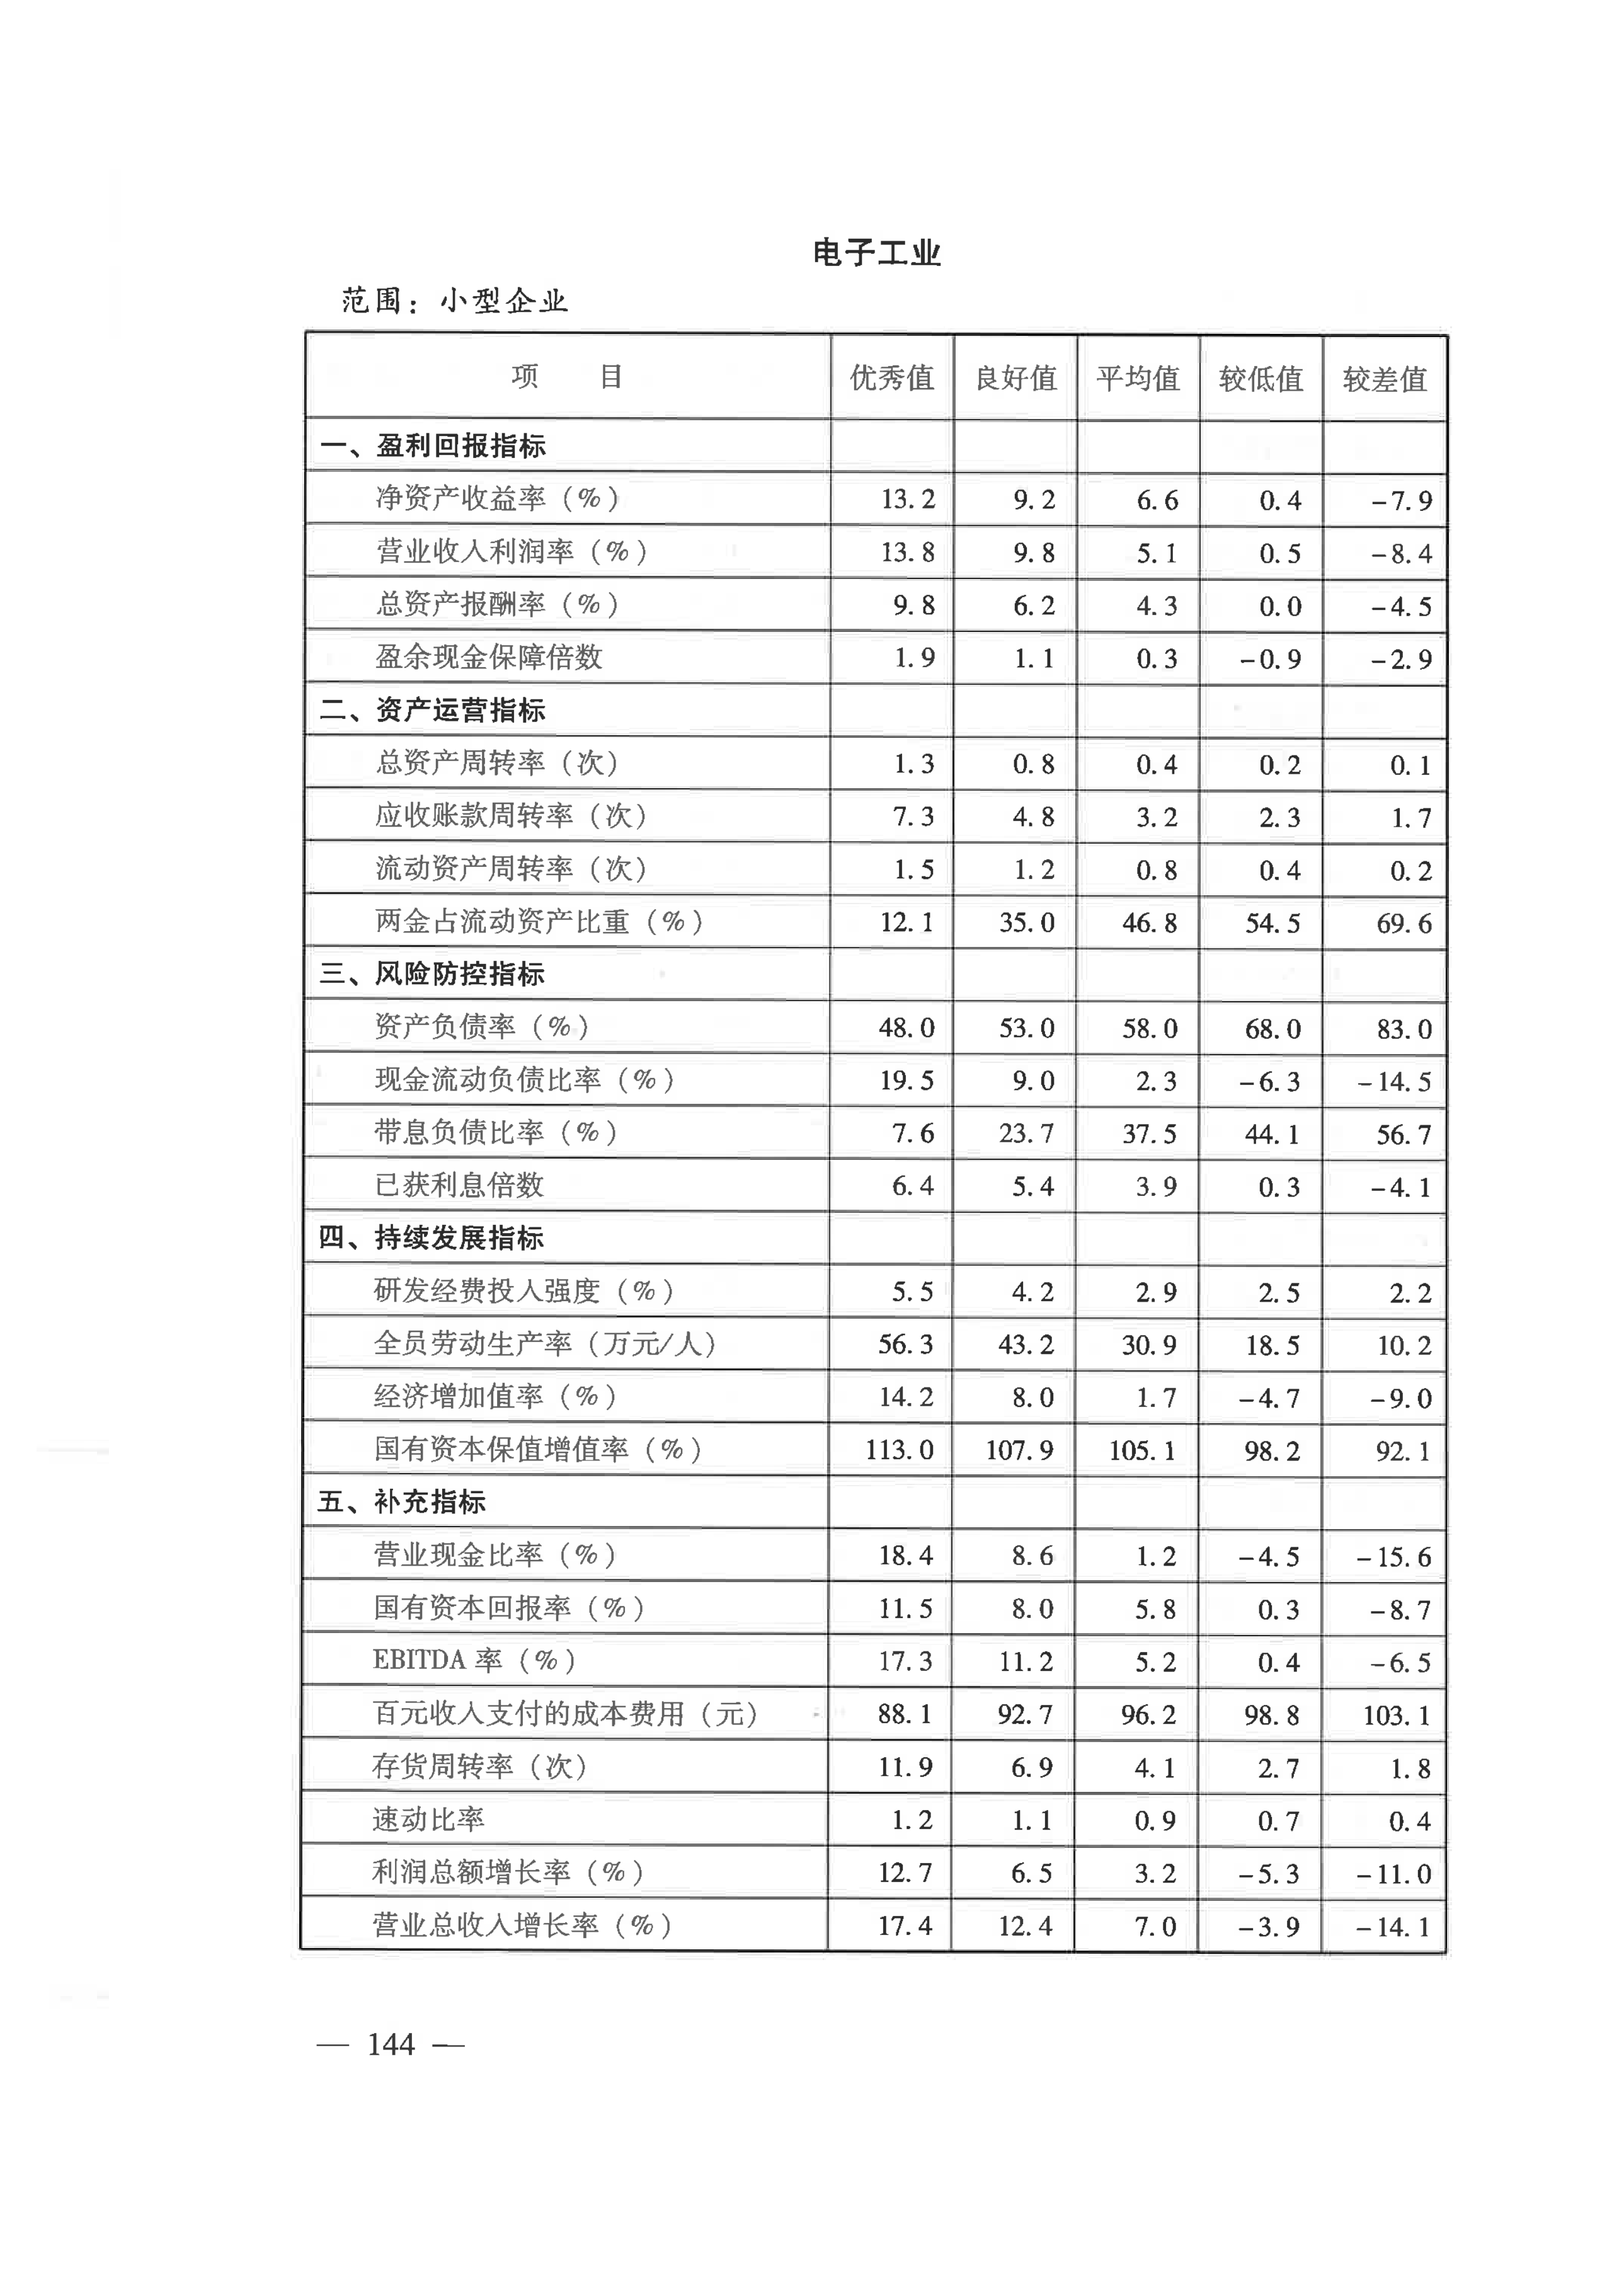 电子工业
范围：小型企业
项 目 优秀值 良好值 平均值 较低值 较差值
一、盈利回报指标
净资产收益率（%） 13.2 9.2 6.6 0.4 -7.9
营业收入利润率（%） 13.8 9.8 5.1 0.5 -8.4
总资产报酬率（%） 9.8 6.2 4.3 0.0 -4.5
盈余现金保障倍数 1.9 1.1 0.3 -0.9 -2.9
二、资产运营指标
总资产周转率（次） 1.3 0.8 0.4 0.2 0.1
应收账款周转率（次） 7.3 4.8 3.2 2.3 1.7
流动资产周转率（次） 1.5 1.2 0.8 0.4 0.2
两金占流动资产比重（%） 12.1 35.0 46.8 54.5 69.6
三、风险防控指标
资产负债率（%） 48.0 53.0 58.0 68.0 83.0
现金流动负债比率（%） 19.5 9.0 2.3 -6.3 -14.5
带息负债比率（%） 7.6 23.7 37.5 44.1 56.7
已获利息倍数 6.4 5.4 3.9 0.3 -4.1
四、持续发展指标
研发经费投入强度（%） 5.5 4.2 2.9 2.5 2.2
全员劳动生产率（万元/人） 56.3 43.2 30.9 18.5 10.2
经济增加值率（%） 14.2 8.0 1.7 -4.7 -9.0
国有资本保值增值率（%） 113.0 107.9 105.1 98.2 92.1
五、补充指标
营业现金比率（%） 18.4 8.6 1.2 -4.5 -15.6
国有资本回报率（%） 11.5 8.0 5.8 0.3 -8.7
EBITDA 率（%） 17.3 11.2 5.2 0.4 -6.5
百元收入支付的成本费用（元） 88.1 92.7 96.2 98.8 103.1
存货周转率（次） 11.9 6.9 4.1 2.7 1.8
速动比率 1.2 1.1 0.9 0.7 0.4
利润总额增长率（%） 12.7 6.5 3.2 -5.3 -11.0
营业总收入增长率（%） 17.4 12.4 7.0 -3.9 -14.1
— 144 —